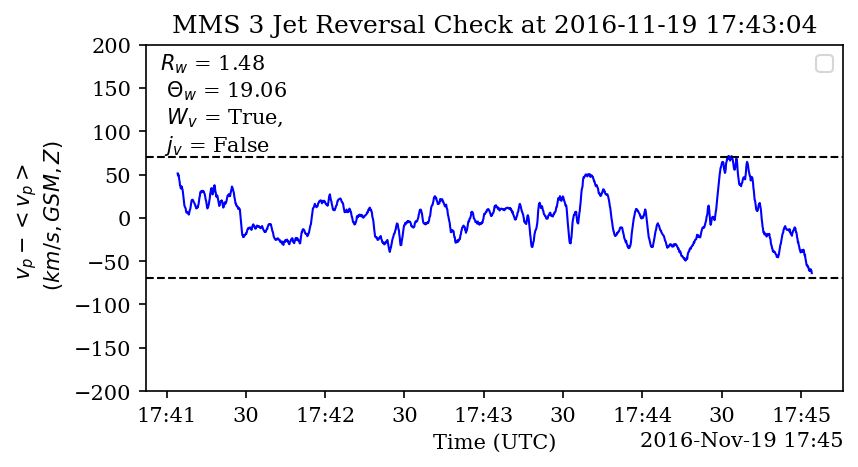 MMS 3 Jet Reversal Check at 2016-11-19 17:43:04
R_w = 1.48
Θ_w = 19.06
W_v = True,
j_v = False
200
150
100
50
0
−50
−100
−150
−200
v_p − < v_p >
(km/s, GSM, Z)
17:41 30 17:42 30 17:43 30 17:44 30 17:45
Time (UTC)
2016-Nov-19 17:45